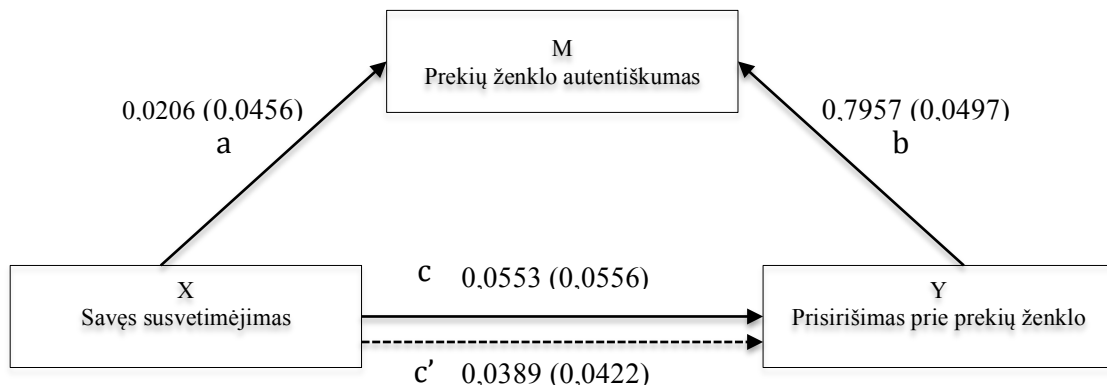 M
Prekių ženklo autentiškumas
0,0206 (0,0456)
a
0,7957 (0,0497)
b
X
Savęs susvetimėjimas
c 0,0553 (0,0556)
Y
Prisirišimas prie prekių ženklo
c’ 0,0389 (0,0422)